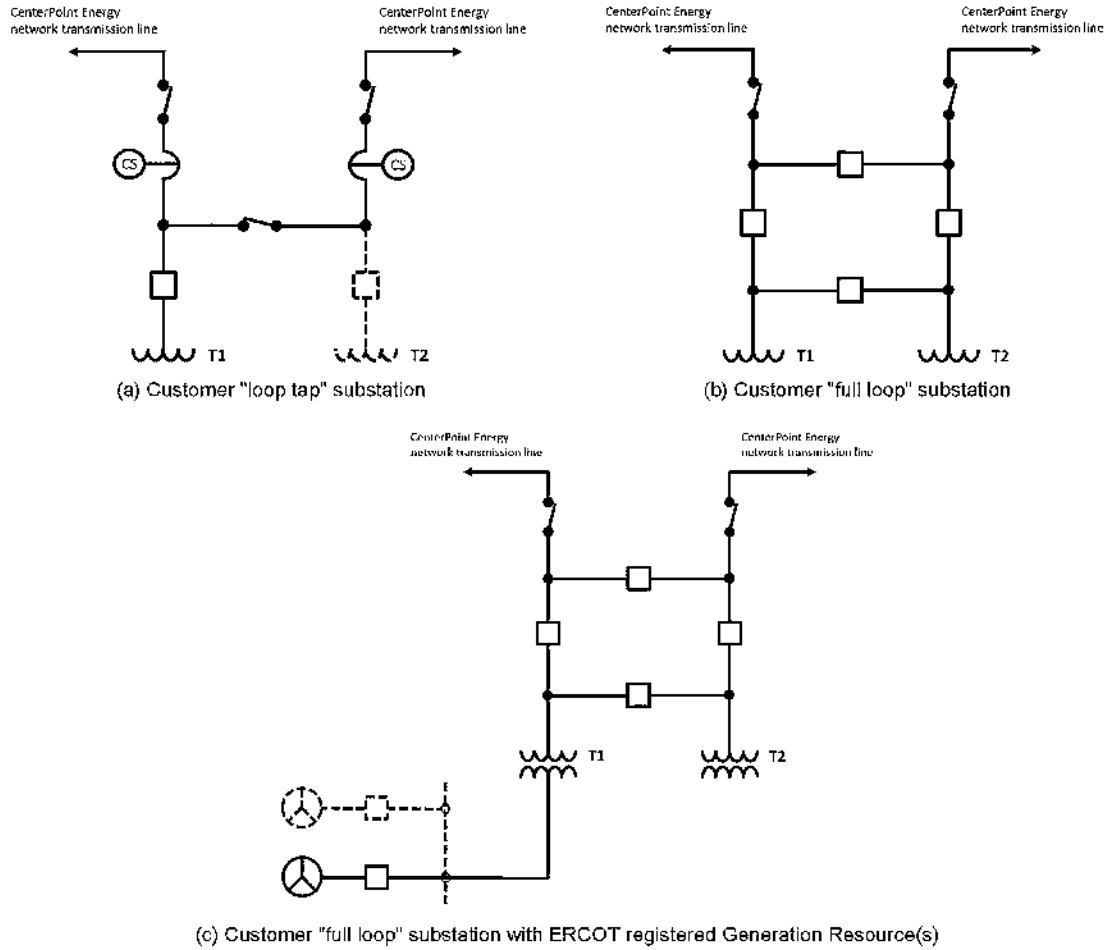 CenterPoint Energy
network transmission line
CenterPoint Energy
network transmission line
CS
CS
T1
T2
(a) Customer "loop tap" substation
CenterPoint Energy
network transmission line
CenterPoint Energy
network transmission line
T1
T2
(b) Customer "full loop" substation
CenterPoint Energy
network transmission line
CenterPoint Energy
network transmission line
T1
T2
(c) Customer "full loop" substation with ERCOT registered Generation Resource(s)